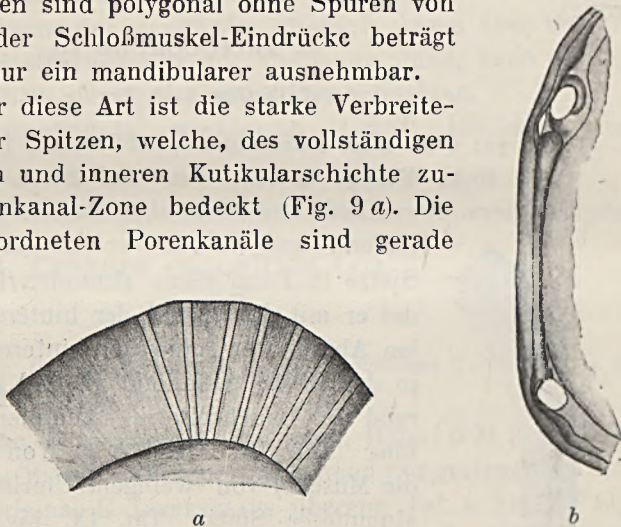 en sind polygonal ohne Spuren von
der Schloßmuskel-Eindrücke beträgt
ur ein mandibularer ausnehmbar.
r diese Art ist die starke Verbreite-
r Spitzen, welche, des vollständigen
und inneren Kutikularschichte zu-
nkanal-Zone bedeckt (Fig. 9 a). Die
ordneten Porenkanäle sind gerade
a
b